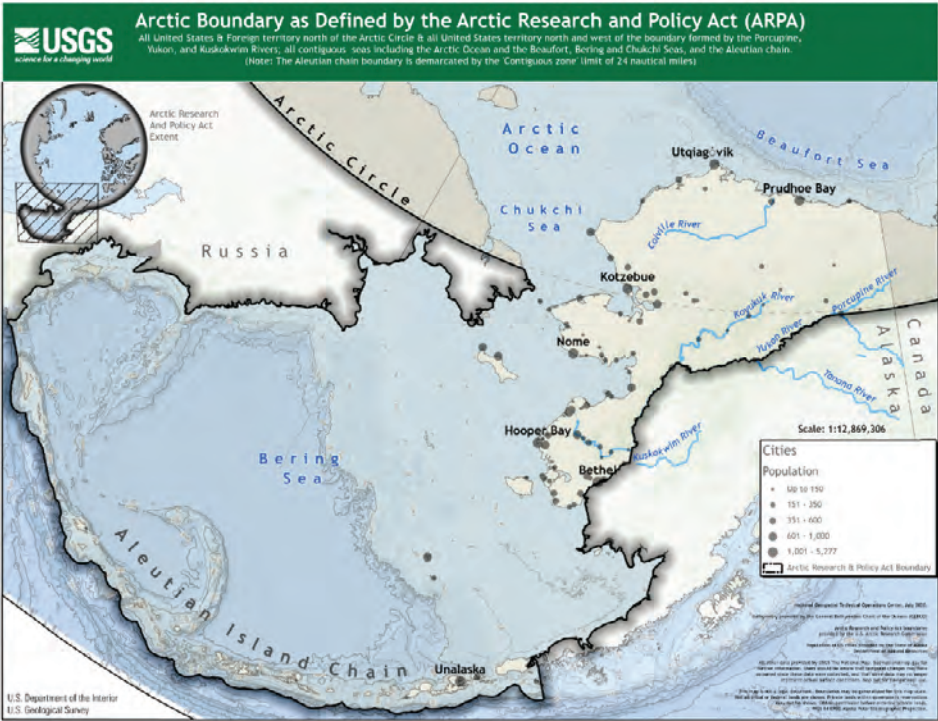 USGS
science for a changing world
Arctic Boundary as Defined by the Arctic Research and Policy Act (ARPA)
All United States & Foreign territory north of the Arctic Circle & all United States territory north and west of the boundary formed by the Porcupine,
Yukon, and Kuskokwim Rivers; all contiguous seas including the Arctic Ocean and the Beaufort, Bering and Chukchi Seas, and the Aleutian chain.
(Note: The Aleutian chain boundary is demarcated by the 'Contiguous zone' limit of 24 nautical miles)
Arctic Research
And Policy Act
Extent
Arctic Circle
Arctic
Ocean
Beaufort Sea
Utqiaġvik
Prudhoe Bay
Chukchi
Sea
Colville River
Russia
Kotzebue
Koyukuk River
Porcupine River
Yukon River
Nome
Alaska
Canada
Tanana River
Hooper Bay
Kuskokwim River
Bethel
Bering
Sea
Aleutian Island Chain
Unalaska
Scale: 1:12,869,306
Cities
Population
Up to 150
151 - 350
351 - 600
601 - 1,000
1,001 - 5,277
Arctic Research & Policy Act Boundary
U.S. Department of the Interior
U.S. Geological Survey